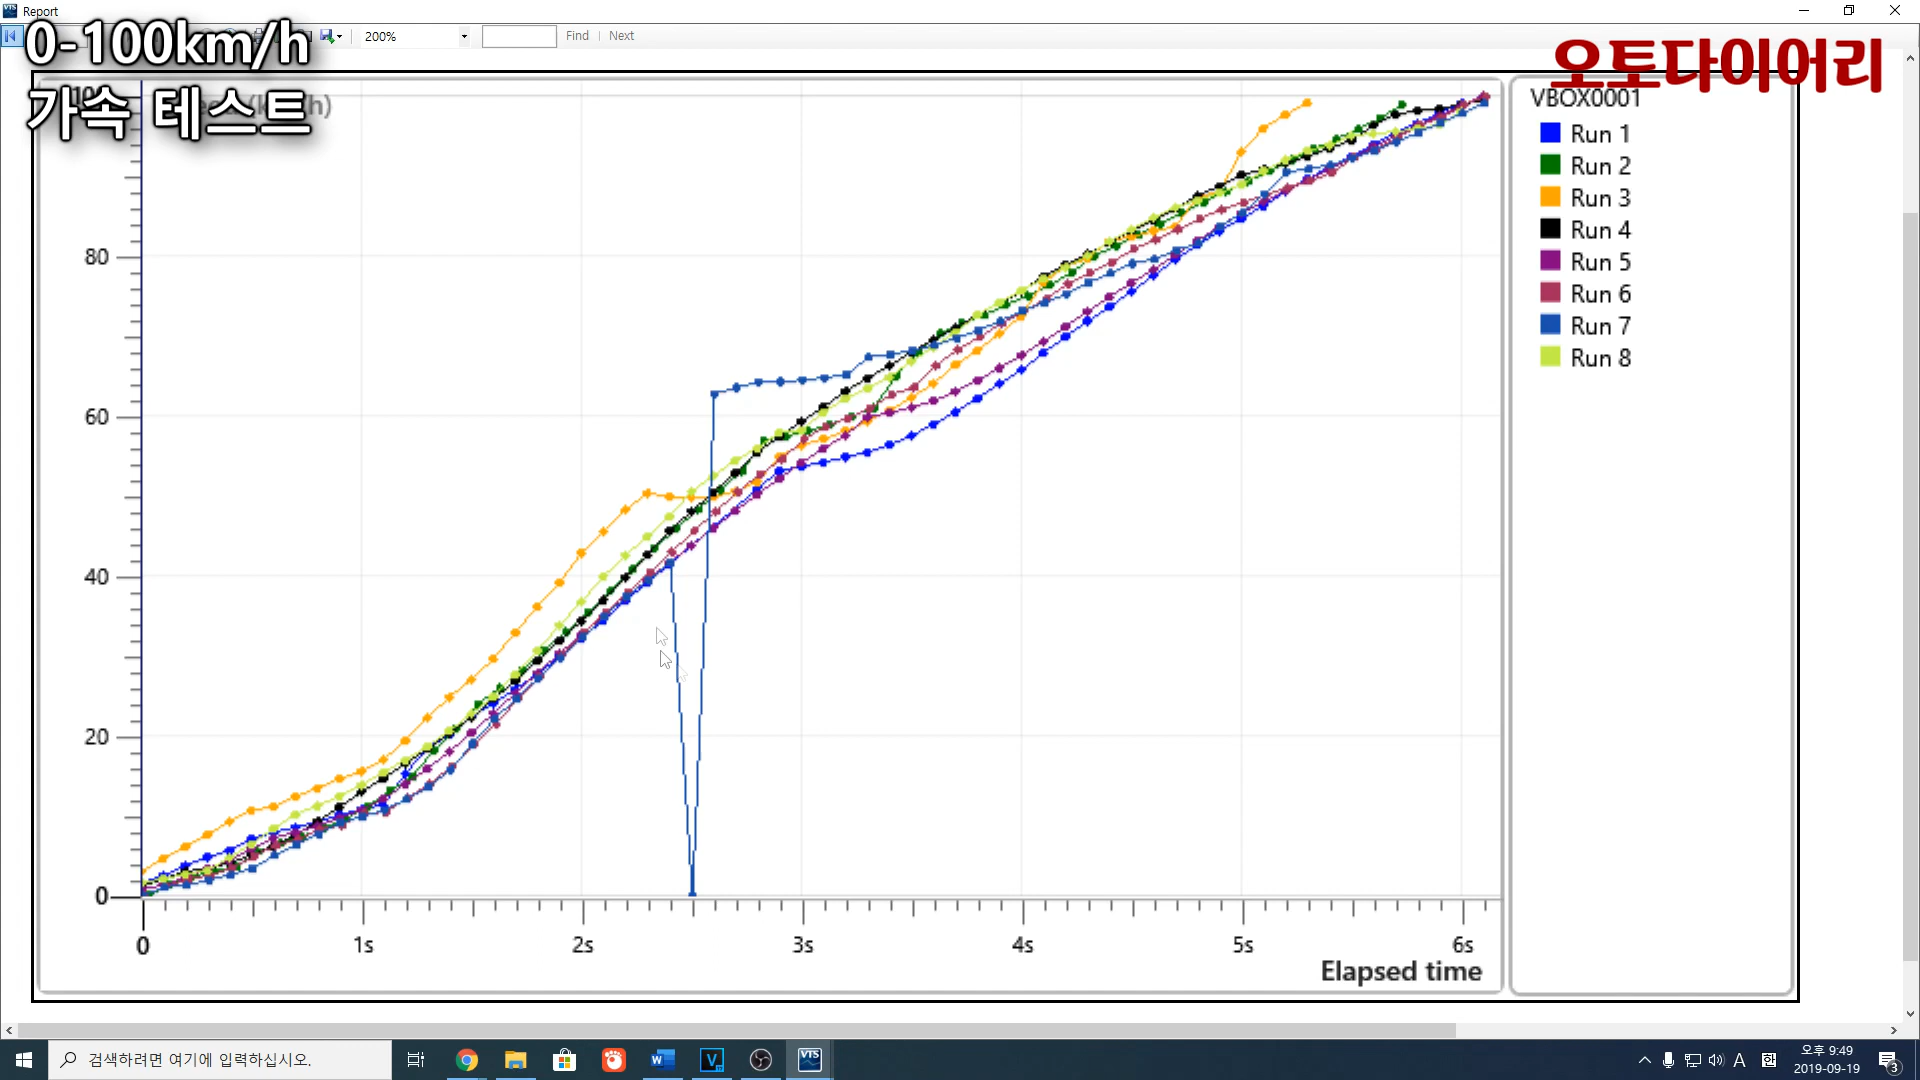 Report
0-100km/h
200%
Find
Next
오토다이어리
가속 테스트
VBOX0001
Run 1
Run 2
Run 3
Run 4
Run 5
Run 6
Run 7
Run 8
80
60
40
20
0
0
1s
2s
3s
4s
5s
6s
Elapsed time
검색하려면 여기에 입력하십시오.
VTS
A
한
오후 9:49
2019-09-19
3